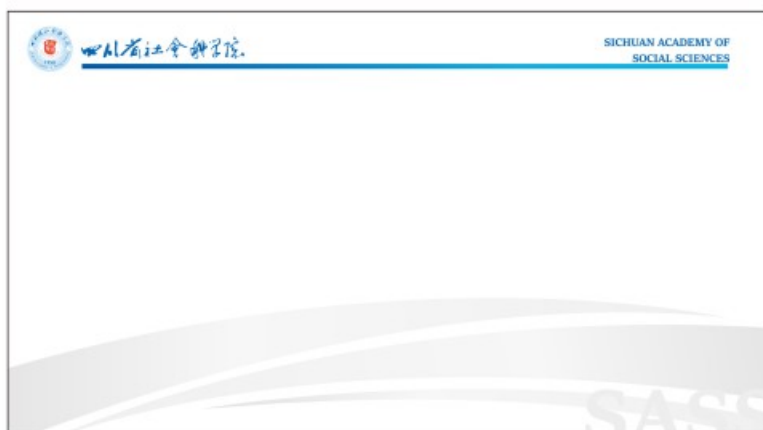 四川省社会科学院
SICHUAN ACADEMY OF
SOCIAL SCIENCES
SASS